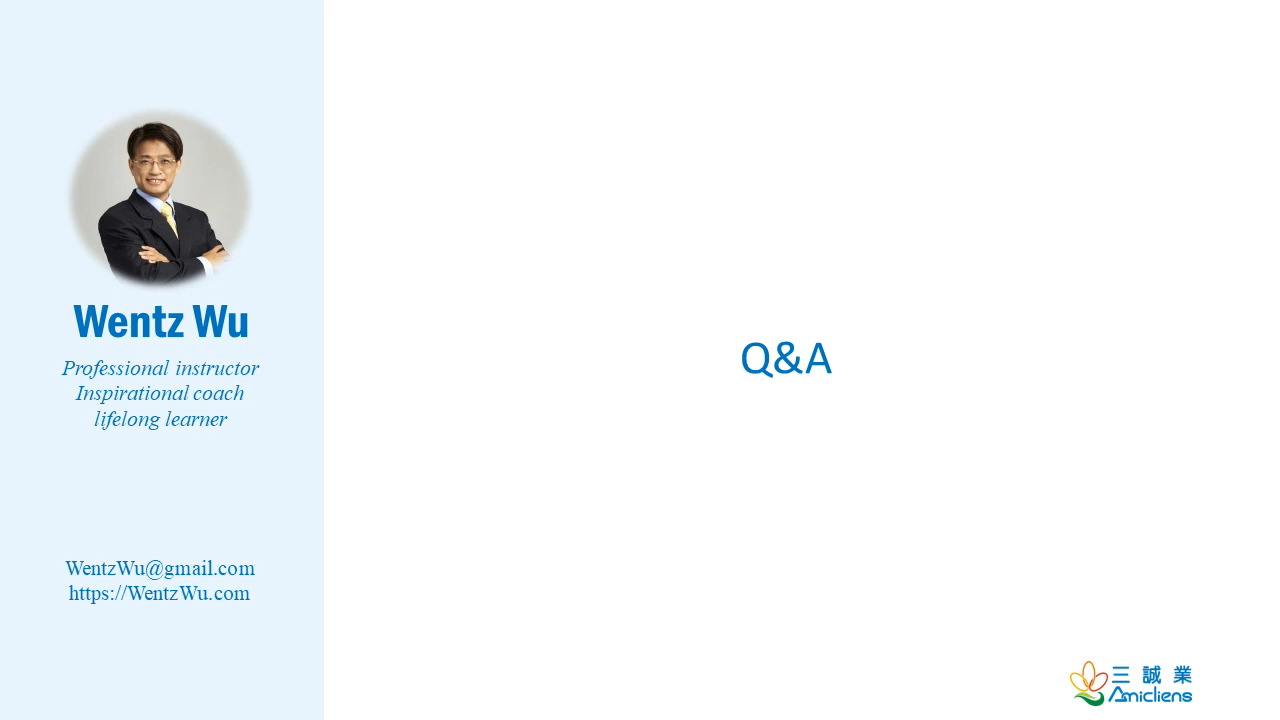 Wentz Wu
Professional instructor
Inspirational coach
lifelong learner
WentzWu@gmail.com
https://WentzWu.com
Q&A
三誠業
Amicliens